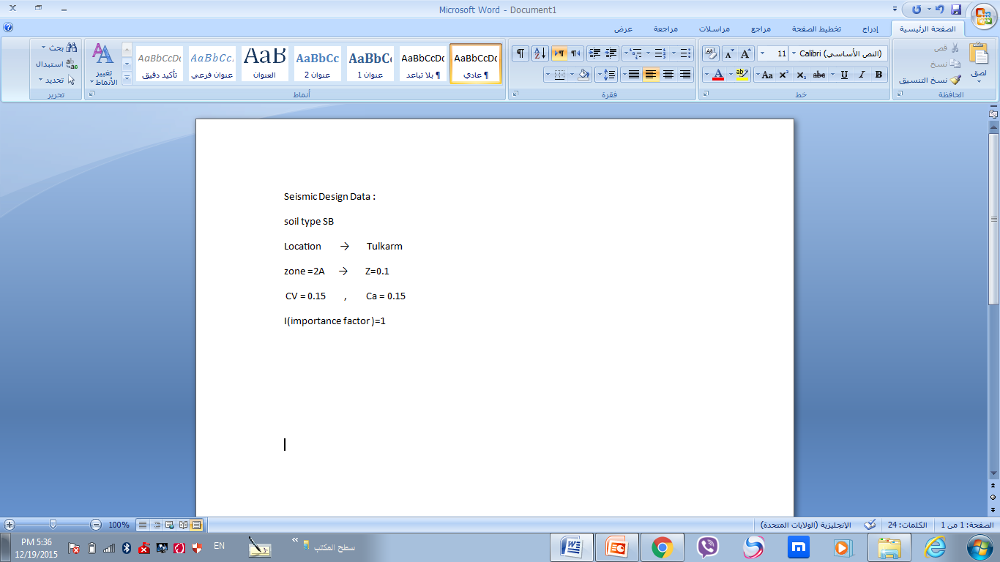 Microsoft Word - Document1
الصفحة الرئيسية إدراج تخطيط الصفحة مراجع مراسلات مراجعة عرض
قص
نسخ
نسخ التنسيق
لصق
الحافظة
Calibri (النص الأساسي) 11
خط
فقرة
AaBbCcDc AaBbCcDc AaBbC AaBbCc AaB AaBbCc. AaBbCcDc
¶ عادي ¶ بلا تباعد عنوان 1 عنوان 2 العنوان عنوان فرعي تأكيد دقيق
تغيير الأنماط
أنماط
بحث
استبدال
تحديد
تحرير
Seismic Design Data :
soil type SB
Location → Tulkarm
zone =2A → Z=0.1
CV = 0.15 , Ca = 0.15
I(importance factor )=1
الصفحة: 1 من 1 الكلمات: 24 الإنجليزية (الولايات المتحدة)
100%
سطح المكتب
EN
PM 5:36
12/19/2015